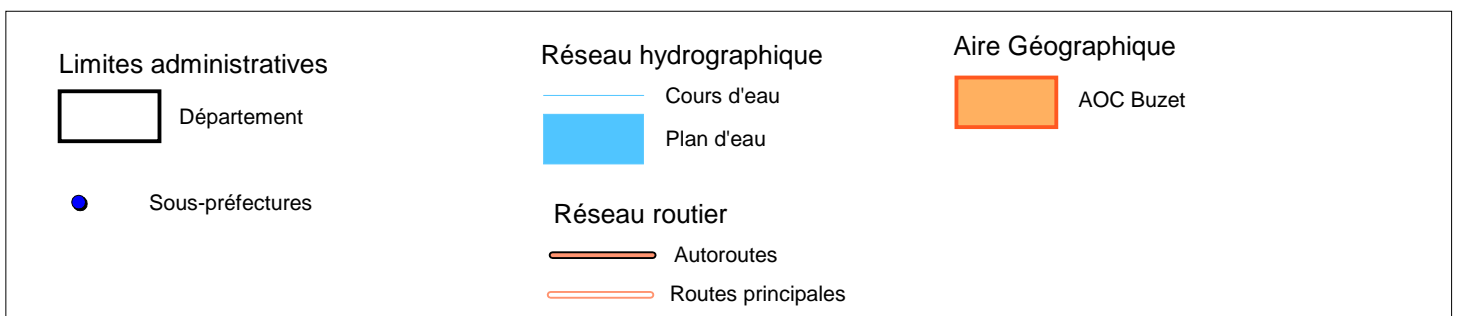 Limites administratives
Département
Sous-préfectures
Réseau hydrographique
Cours d'eau
Plan d'eau
Réseau routier
Autoroutes
Routes principales
Aire Géographique
AOC Buzet